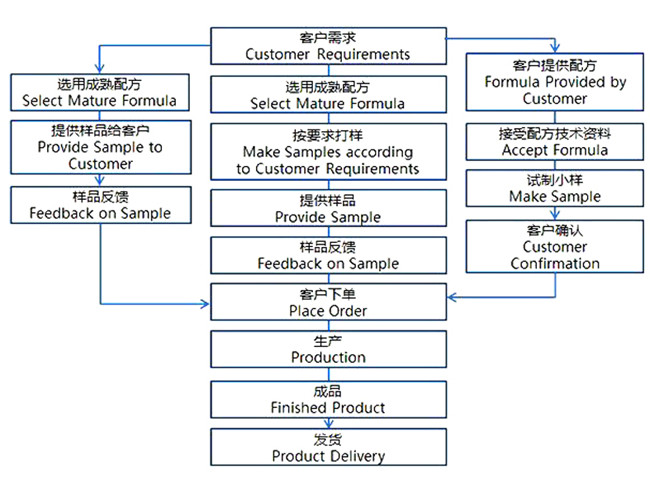 客户需求
Customer Requirements
选用成熟配方
Select Mature Formula
提供样品给客户
Provide Sample to
Customer
样品反馈
Feedback on Sample
选用成熟配方
Select Mature Formula
按要求打样
Make Samples according
to Customer Requirements
提供样品
Provide Sample
样品反馈
Feedback on Sample
客户提供配方
Formula Provided by
Customer
接受配方技术资料
Accept Formula
试制小样
Make Sample
客户确认
Customer
Confirmation
客户下单
Place Order
生产
Production
成品
Finished Product
发货
Product Delivery